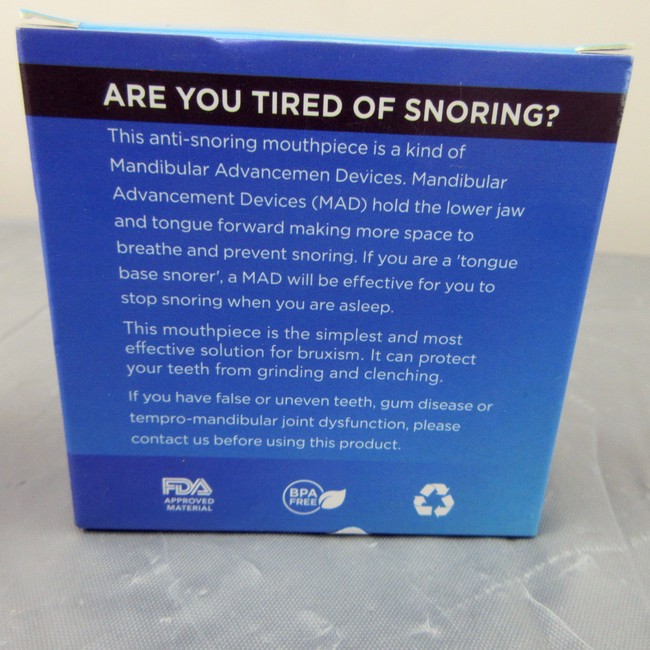 ARE YOU TIRED OF SNORING?
This anti-snoring mouthpiece is a kind of
Mandibular Advancemen Devices. Mandibular
Advancement Devices (MAD) hold the lower jaw
and tongue forward making more space to
breathe and prevent snoring. If you are a 'tongue
base snorer', a MAD will be effective for you to
stop snoring when you are asleep.
This mouthpiece is the simplest and most
effective solution for bruxism. It can protect
your teeth from grinding and clenching.
If you have false or uneven teeth, gum disease or
tempro-mandibular joint dysfunction, please
contact us before using this product.
FDA
APPROVED
MATERIAL
BPA
FREE